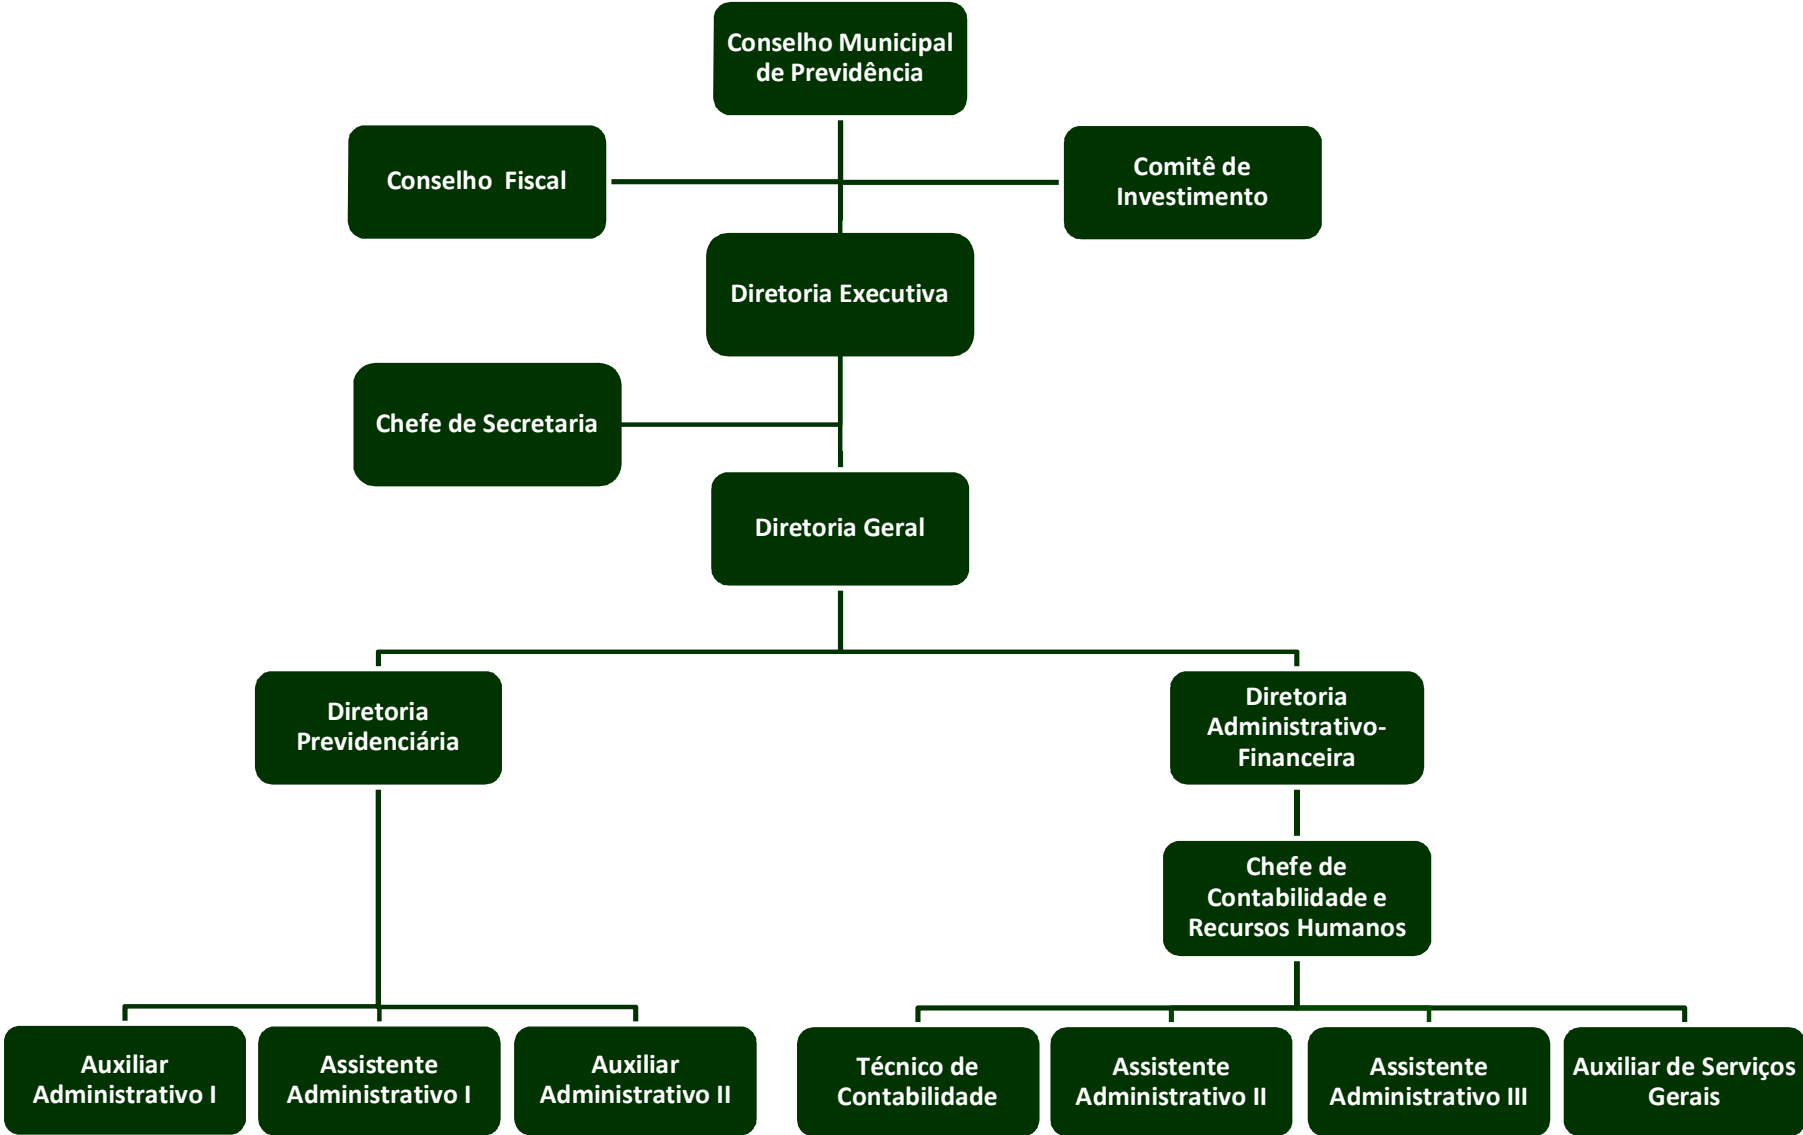 Conselho Municipal
de Previdência
Conselho Fiscal
Comitê de
Investimento
Diretoria Executiva
Chefe de Secretaria
Diretoria Geral
Diretoria
Previdenciária
Diretoria
Administrativo-
Financeira
Chefe de
Contabilidade e
Recursos Humanos
Auxiliar
Administrativo I
Assistente
Administrativo I
Auxiliar
Administrativo II
Técnico de
Contabilidade
Assistente
Administrativo II
Assistente
Administrativo III
Auxiliar de Serviços
Gerais